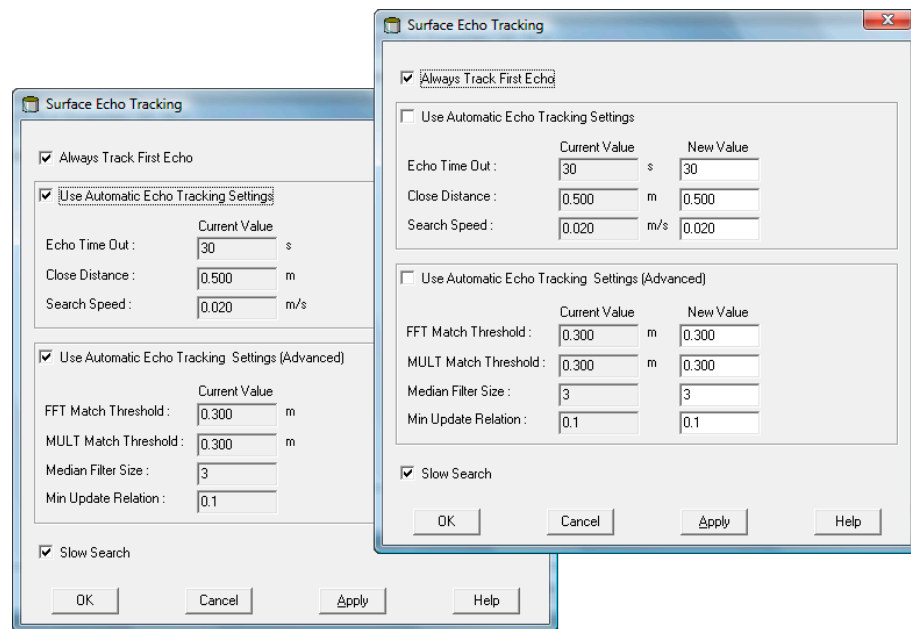 Surface Echo Tracking
Always Track First Echo
Use Automatic Echo Tracking Settings
Current Value
Echo Time Out : 30 s
Close Distance : 0.500 m
Search Speed : 0.020 m/s
Use Automatic Echo Tracking Settings (Advanced)
Current Value
FFT Match Threshold : 0.300 m
MULT Match Threshold : 0.300 m
Median Filter Size : 3
Min Update Relation : 0.1
Slow Search
OK Cancel Apply Help
Surface Echo Tracking
Always Track First Echo
Use Automatic Echo Tracking Settings
Current Value New Value
Echo Time Out : 30 s 30
Close Distance : 0.500 m 0.500
Search Speed : 0.020 m/s 0.020
Use Automatic Echo Tracking Settings (Advanced)
Current Value New Value
FFT Match Threshold : 0.300 m 0.300
MULT Match Threshold : 0.300 m 0.300
Median Filter Size : 3 3
Min Update Relation : 0.1 0.1
Slow Search
OK Cancel Apply Help